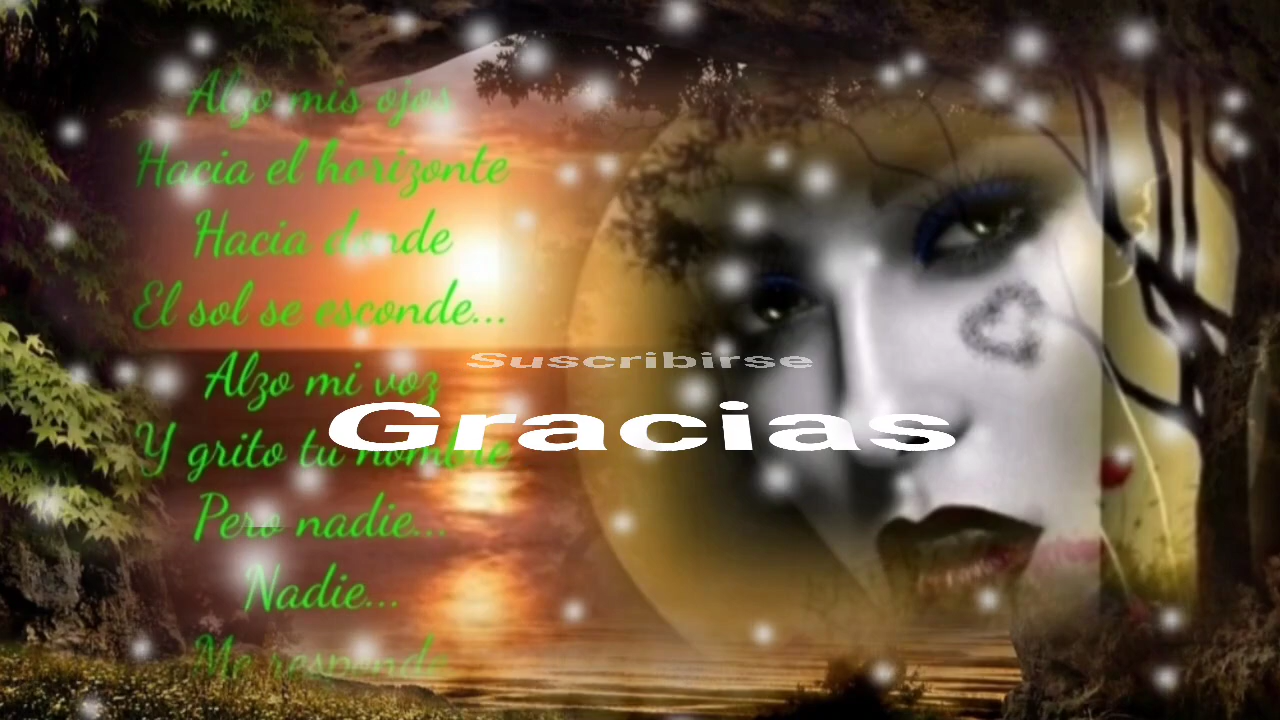 Alzo mis ojos
Hacia el horizonte
Hacia donde
El sol se esconde...
Suscribirse
Alzo mi voz
Gracias
Y grito tu nombre
Pero nadie...
Nadie...
Me responde